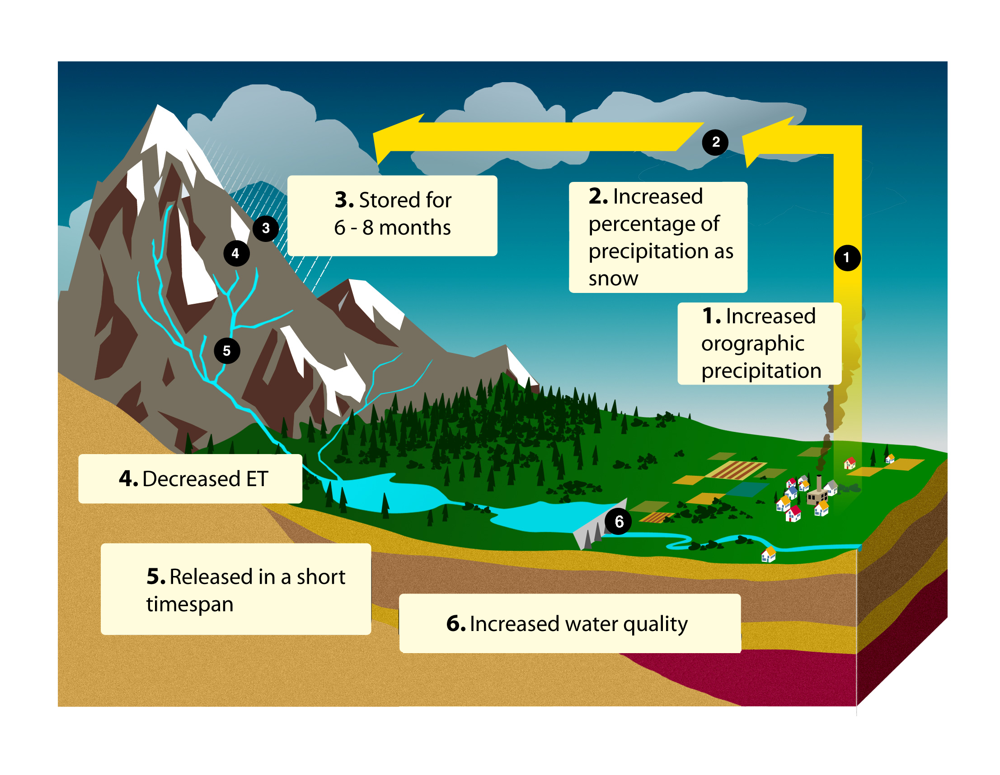 2
1
3
4
5
6
3. Stored for
6 - 8 months
2. Increased
percentage of
precipitation as
snow
1. Increased
orographic
precipitation
4. Decreased ET
5. Released in a short
timespan
6. Increased water quality